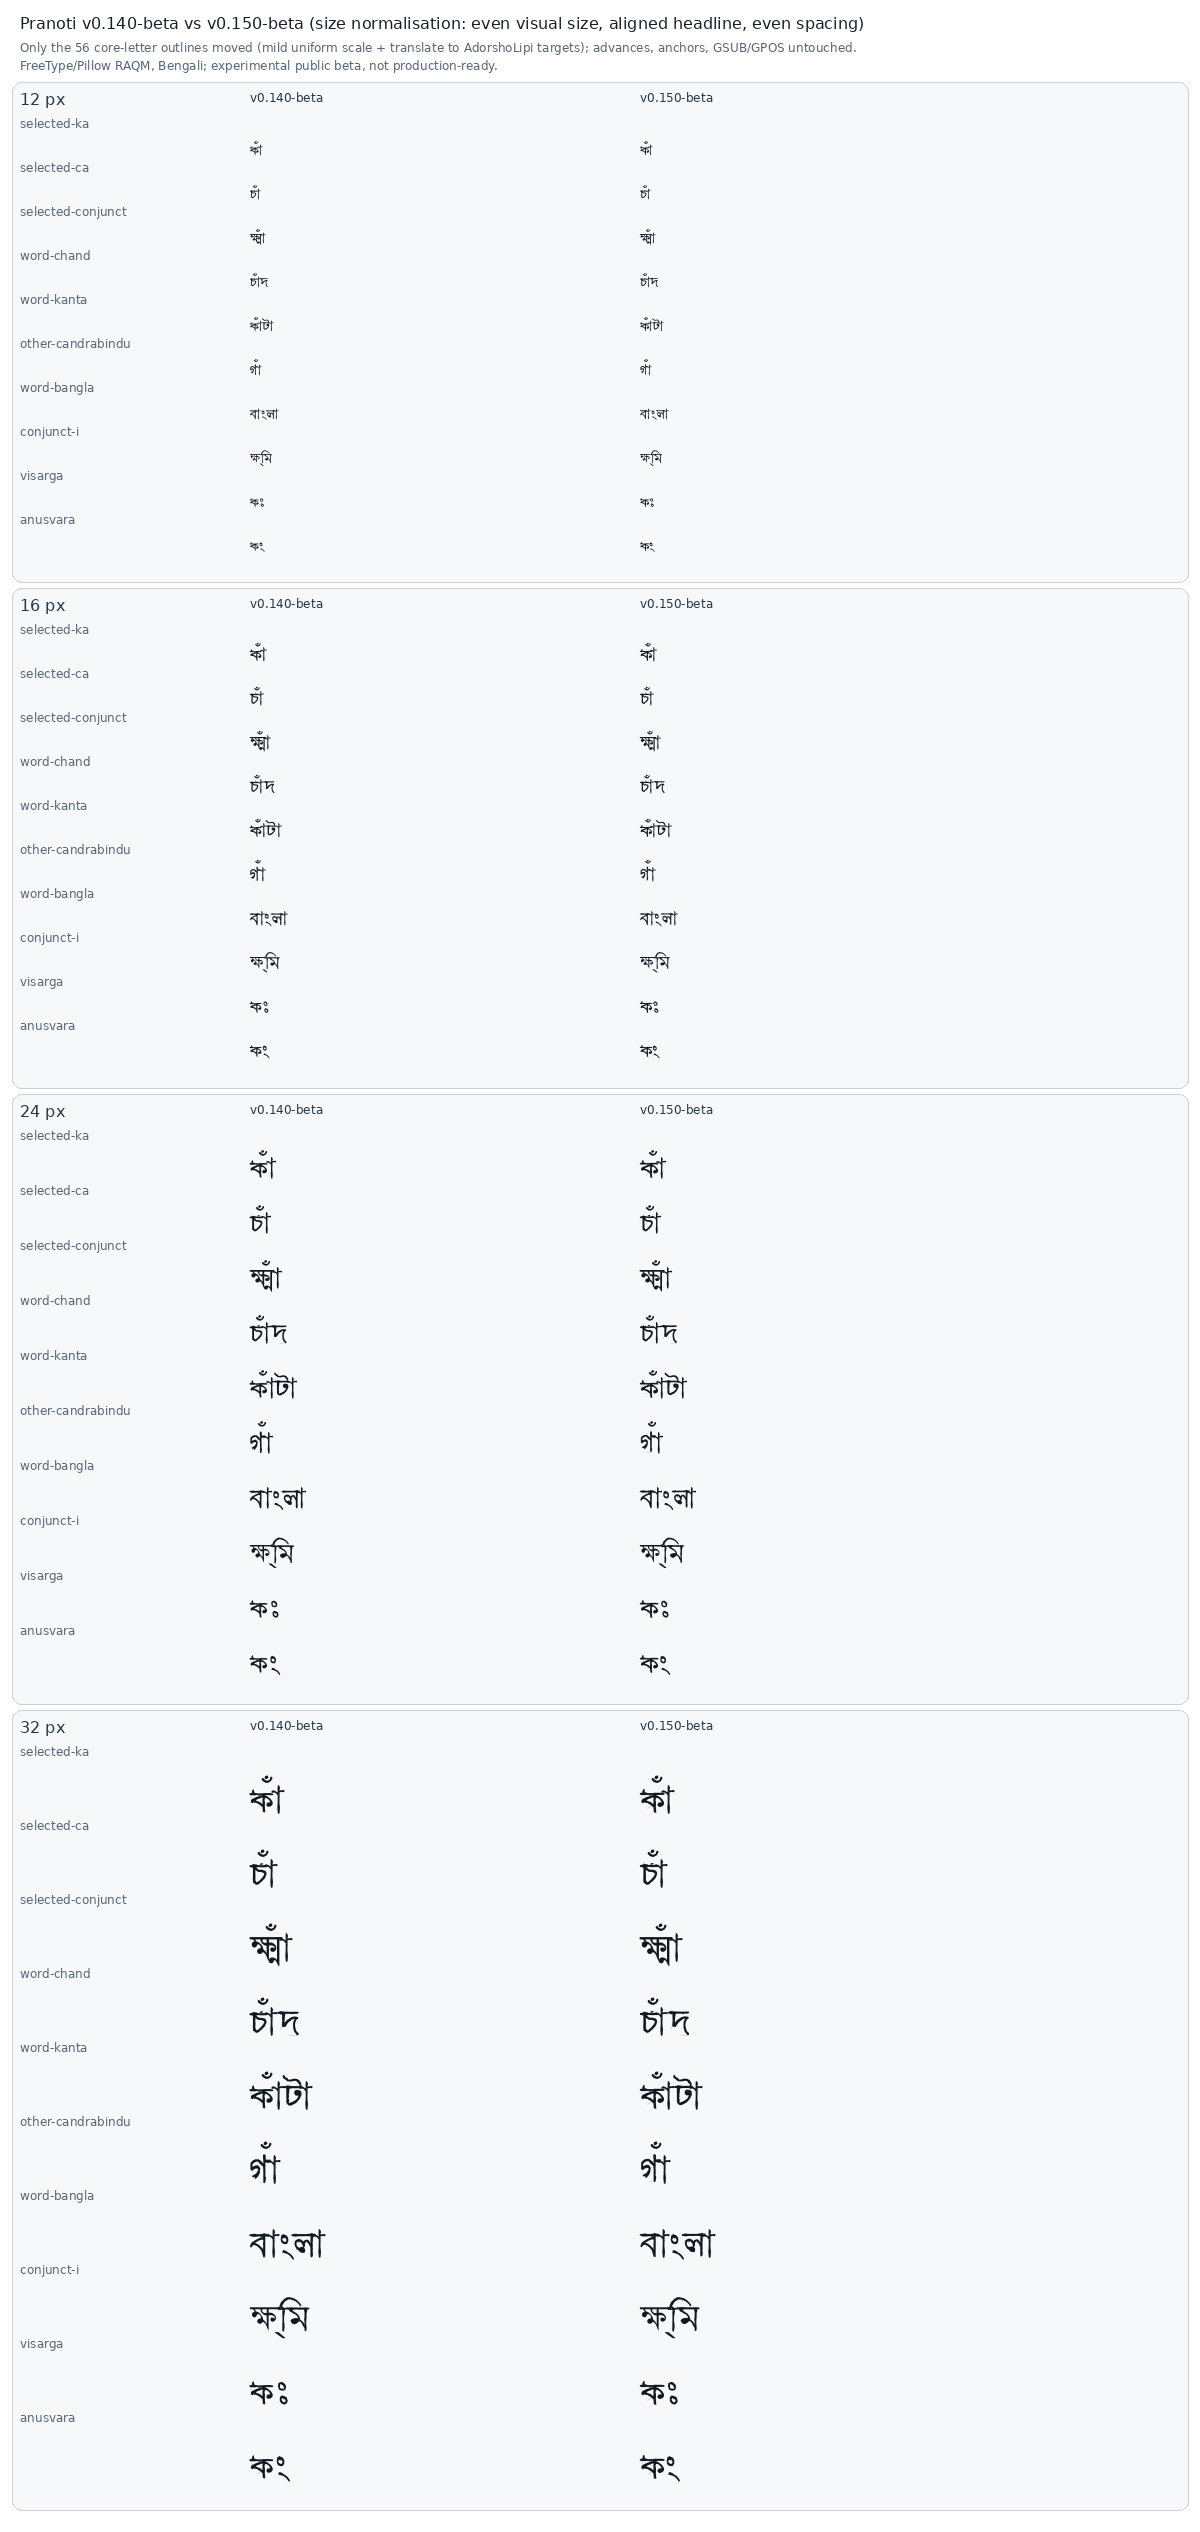 Pranoti v0.140-beta vs v0.150-beta (size normalisation: even visual size, aligned headline, even spacing)
Only the 56 core-letter outlines moved (mild uniform scale + translate to AdorshoLipi targets); advances, anchors, GSUB/GPOS untouched.
FreeType/Pillow RAQM, Bengali; experimental public beta, not production-ready.
12 px v0.140-beta v0.150-beta
selected-ka
কাঁ কাঁ
selected-ca
চাঁ চাঁ
selected-conjunct
ক্ষ্মাঁ ক্ষ্মাঁ
word-chand
চাঁদ চাঁদ
word-kanta
কাঁটা কাঁটা
other-candrabindu
গাঁ গাঁ
word-bangla
বাংলা বাংলা
conjunct-i
ক্ষ্‌মি ক্ষ্‌মি
visarga
কঃ কঃ
anusvara
কং কং
16 px v0.140-beta v0.150-beta
selected-ka
কাঁ কাঁ
selected-ca
চাঁ চাঁ
selected-conjunct
ক্ষ্মাঁ ক্ষ্মাঁ
word-chand
চাঁদ চাঁদ
word-kanta
কাঁটা কাঁটা
other-candrabindu
গাঁ গাঁ
word-bangla
বাংলা বাংলা
conjunct-i
ক্ষ্‌মি ক্ষ্‌মি
visarga
কঃ কঃ
anusvara
কং কং
24 px v0.140-beta v0.150-beta
selected-ka
কাঁ কাঁ
selected-ca
চাঁ চাঁ
selected-conjunct
ক্ষ্মাঁ ক্ষ্মাঁ
word-chand
চাঁদ চাঁদ
word-kanta
কাঁটা কাঁটা
other-candrabindu
গাঁ গাঁ
word-bangla
বাংলা বাংলা
conjunct-i
ক্ষ্‌মি ক্ষ্‌মি
visarga
কঃ কঃ
anusvara
কং কং
32 px v0.140-beta v0.150-beta
selected-ka
কাঁ কাঁ
selected-ca
চাঁ চাঁ
selected-conjunct
ক্ষ্মাঁ ক্ষ্মাঁ
word-chand
চাঁদ চাঁদ
word-kanta
কাঁটা কাঁটা
other-candrabindu
গাঁ গাঁ
word-bangla
বাংলা বাংলা
conjunct-i
ক্ষ্‌মি ক্ষ্‌মি
visarga
কঃ কঃ
anusvara
কং কং